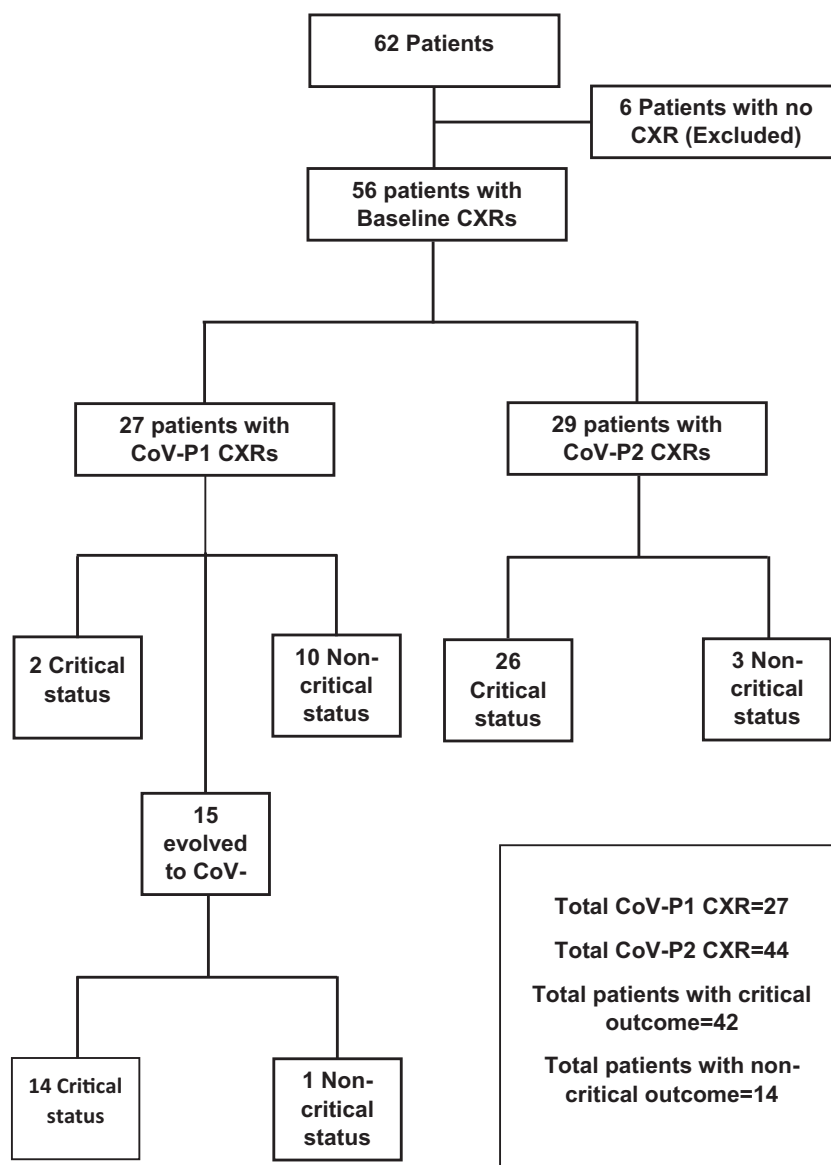 62 Patients
6 Patients with no
CXR (Excluded)
56 patients with
Baseline CXRs
27 patients with
CoV-P1 CXRs
29 patients with
CoV-P2 CXRs
2 Critical
status
10 Non-
critical
status
26
Critical
status
3 Non-
critical
status
15
evolved
to CoV-
14 Critical
status
1 Non-
critical
status
Total CoV-P1 CXR=27
Total CoV-P2 CXR=44
Total patients with critical
outcome=42
Total patients with non-
critical outcome=14